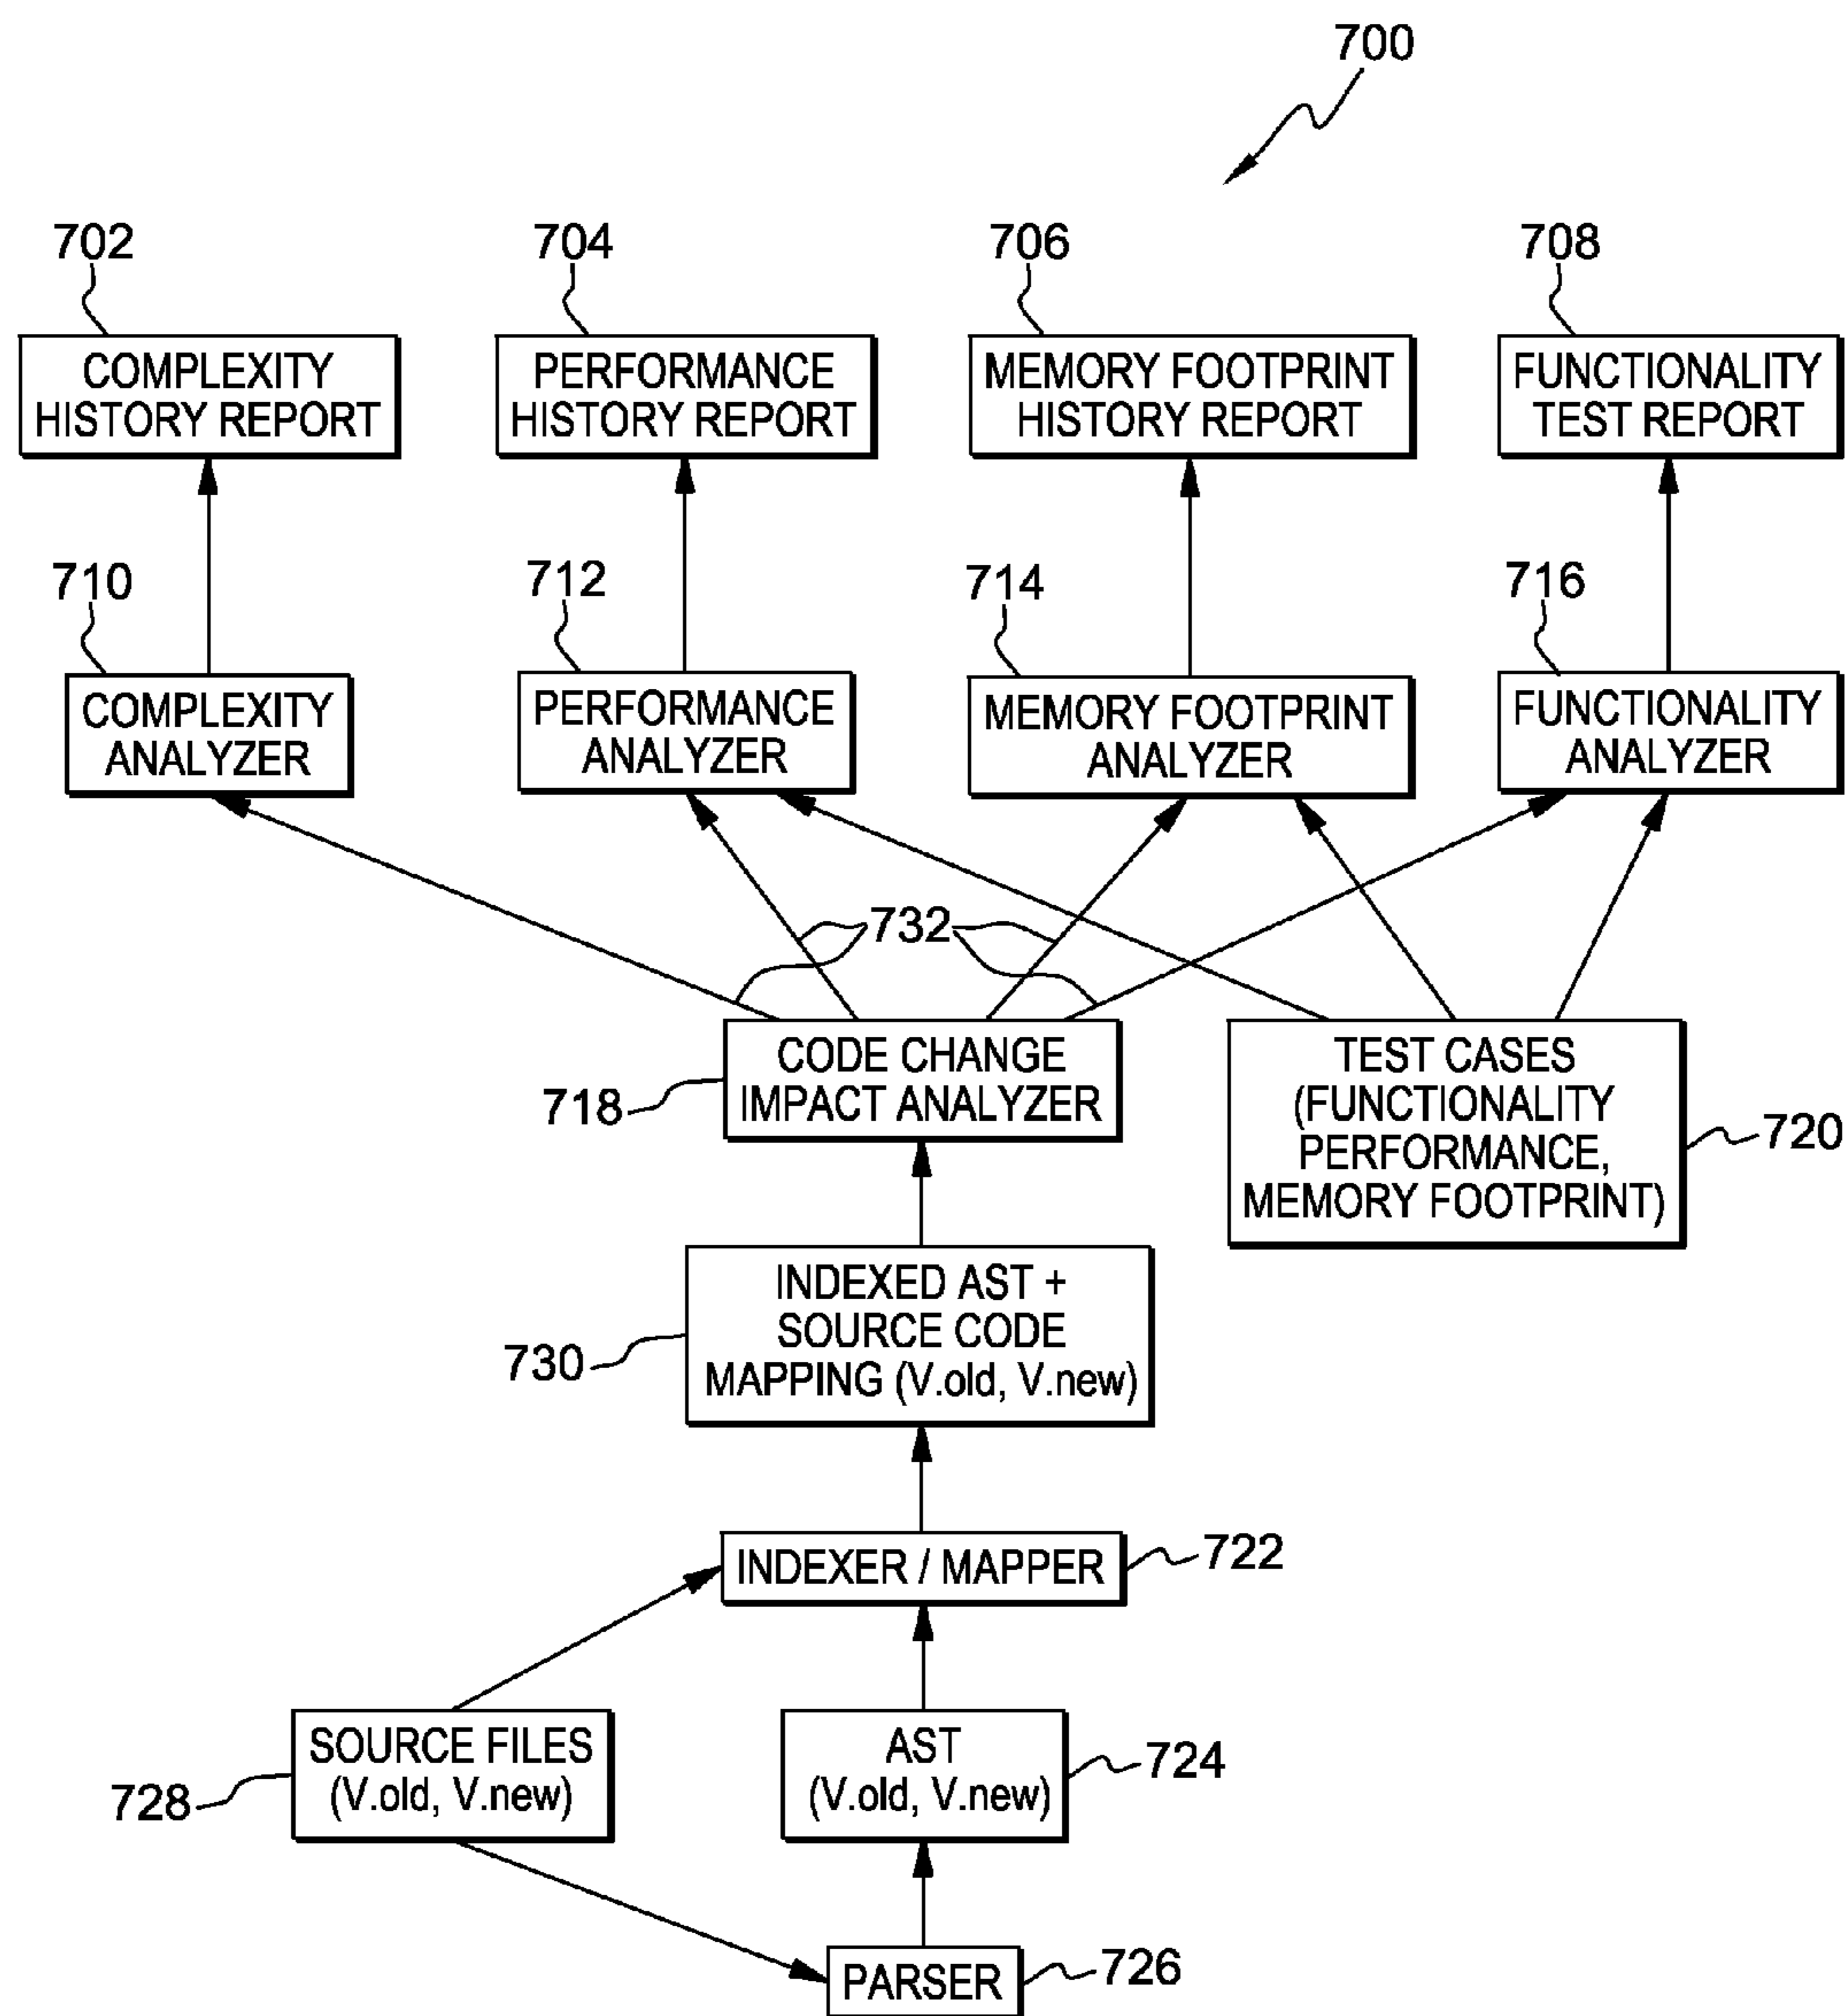 700
702
704
706
708
COMPLEXITY
HISTORY REPORT
PERFORMANCE
HISTORY REPORT
MEMORY FOOTPRINT
HISTORY REPORT
FUNCTIONALITY
TEST REPORT
710
712
714
716
COMPLEXITY
ANALYZER
PERFORMANCE
ANALYZER
MEMORY FOOTPRINT
ANALYZER
FUNCTIONALITY
ANALYZER
732
718
CODE CHANGE
IMPACT ANALYZER
TEST CASES
(FUNCTIONALITY
PERFORMANCE,
MEMORY FOOTPRINT)
720
730
INDEXED AST +
SOURCE CODE
MAPPING (V.old, V.new)
INDEXER / MAPPER
722
728
SOURCE FILES
(V.old, V.new)
AST
(V.old, V.new)
724
PARSER
726